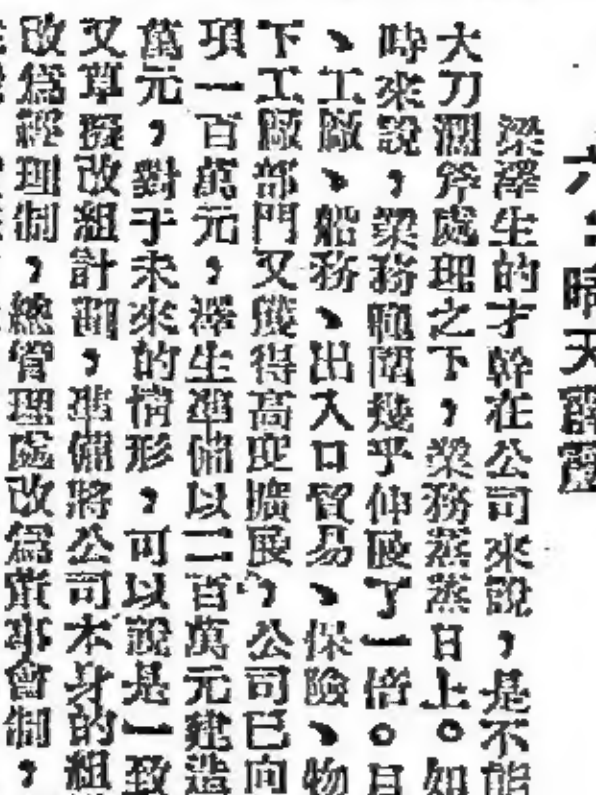 六：晴天霹靂
梁澤生的才幹在公司來說，是不能
大刀濶斧處理之下，業務蒸蒸日上。如
時來說，業務範圍幾乎伸展了一倍。且
、工廠、船務、出入口貿易、保險、物
下工廠部門又獲得高度擴展，公司已向
項一百萬元，澤生準備以二百萬元建造
萬元，對于未來的情形，可以說是一致
又草擬改組計劃，準備將公司本身的組
改為經理制，總管理處改為董事會制，